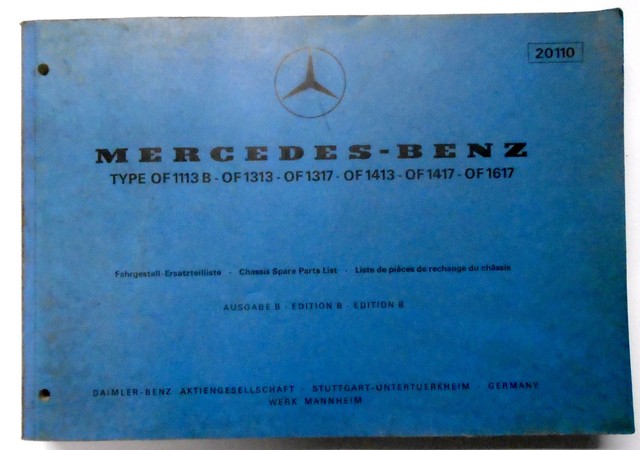 20110
MERCEDES-BENZ
TYPE OF 1113 B - OF 1313 - OF 1317 - OF 1413 - OF 1417 - OF 1617
Fahrgestell-Ersatzteilliste · Chassis Spare Parts List · Liste de pièces de rechange du châssis
AUSGABE B - EDITION B - EDITION B
DAIMLER-BENZ AKTIENGESELLSCHAFT · STUTTGART-UNTERTUERKHEIM · GERMANY
WERK MANNHEIM